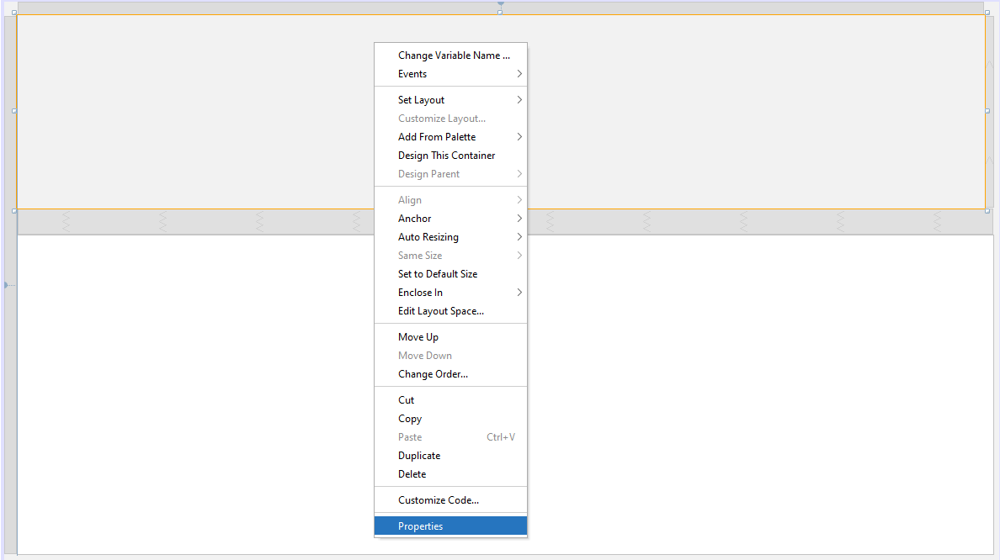 Change Variable Name ...
Events
Set Layout
Customize Layout...
Add From Palette
Design This Container
Design Parent
Align
Anchor
Auto Resizing
Same Size
Set to Default Size
Enclose In
Edit Layout Space...
Move Up
Move Down
Change Order...
Cut
Copy
Paste Ctrl+V
Duplicate
Delete
Customize Code...
Properties